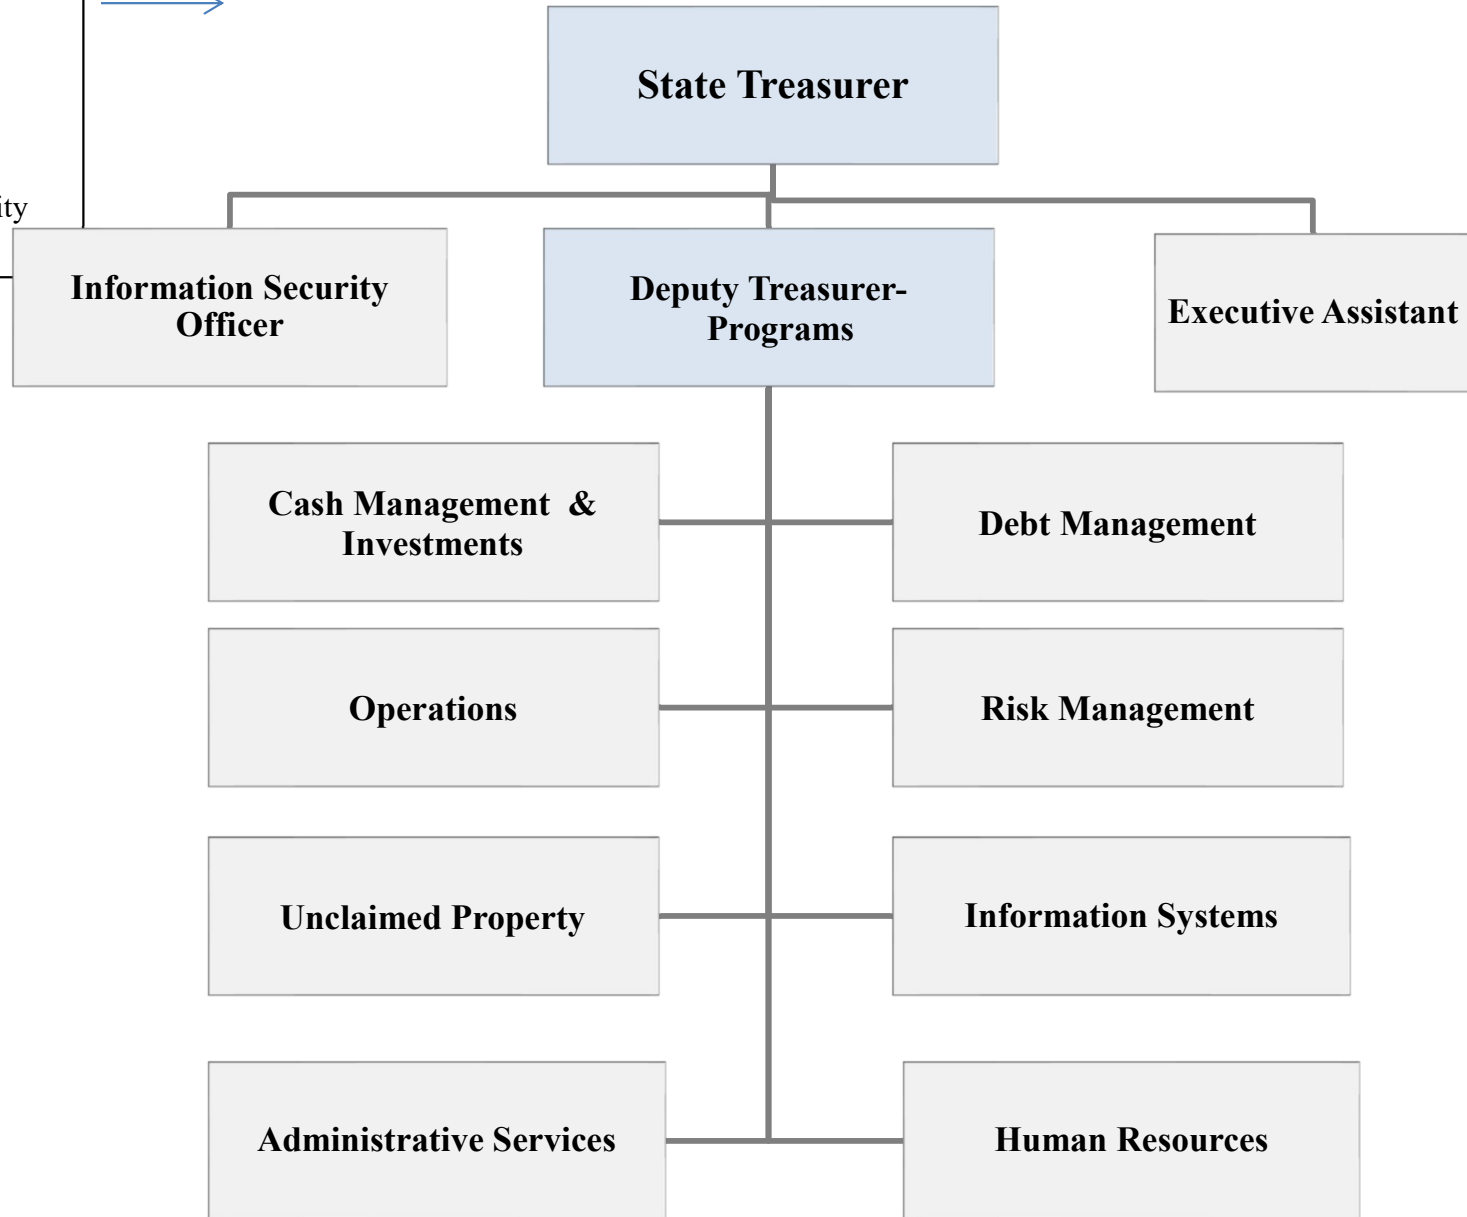 State Treasurer
ity
Information Security
Officer
Deputy Treasurer-
Programs
Executive Assistant
Cash Management  &
Investments
Debt Management
Operations
Risk Management
Unclaimed Property
Information Systems
Administrative Services
Human Resources